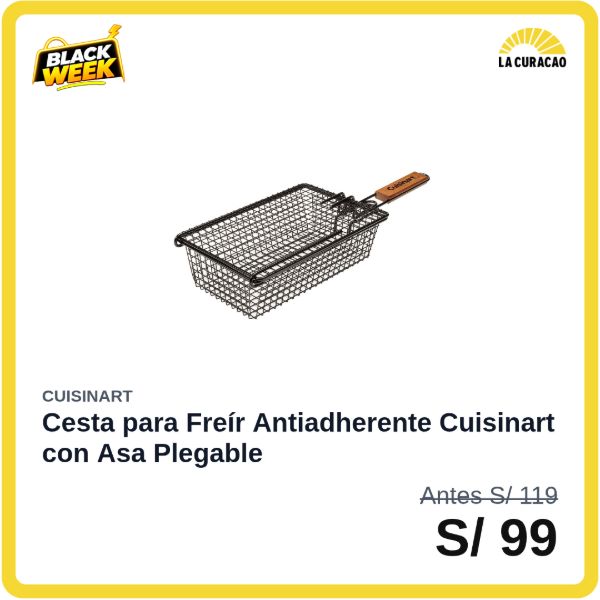 BLACK
WEEK
LA CURACAO
Cuisinart
CUISINART
Cesta para Freír Antiadherente Cuisinart
con Asa Plegable
Antes S/ 119
S/ 99